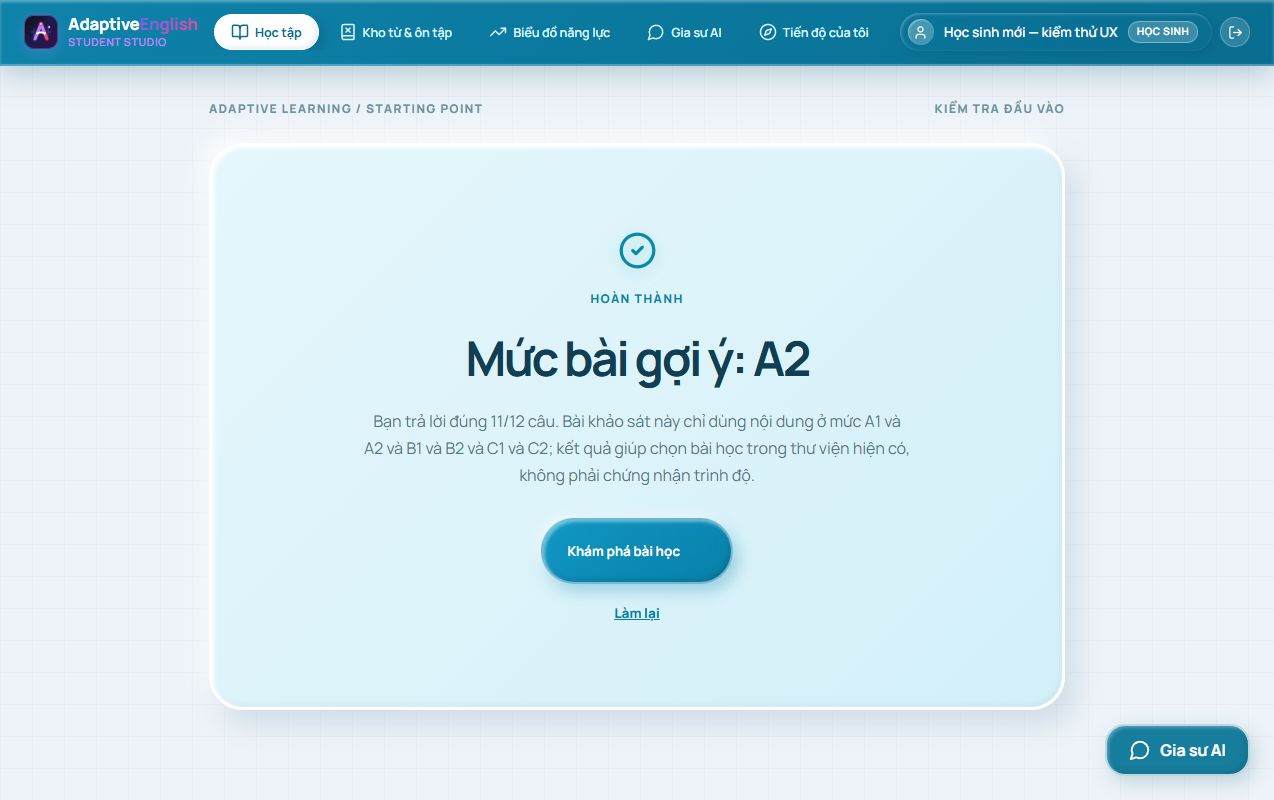 AdaptiveEnglish
STUDENT STUDIO
Học tập
Kho từ & ôn tập
Biểu đồ năng lực
Gia sư AI
Tiến độ của tôi
Học sinh mới — kiểm thử UX
HỌC SINH
ADAPTIVE LEARNING / STARTING POINT
KIỂM TRA ĐẦU VÀO
HOÀN THÀNH
Mức bài gợi ý: A2
Bạn trả lời đúng 11/12 câu. Bài khảo sát này chỉ dùng nội dung ở mức A1 và
A2 và B1 và B2 và C1 và C2; kết quả giúp chọn bài học trong thư viện hiện có,
không phải chứng nhận trình độ.
Khám phá bài học
Làm lại
Gia sư AI